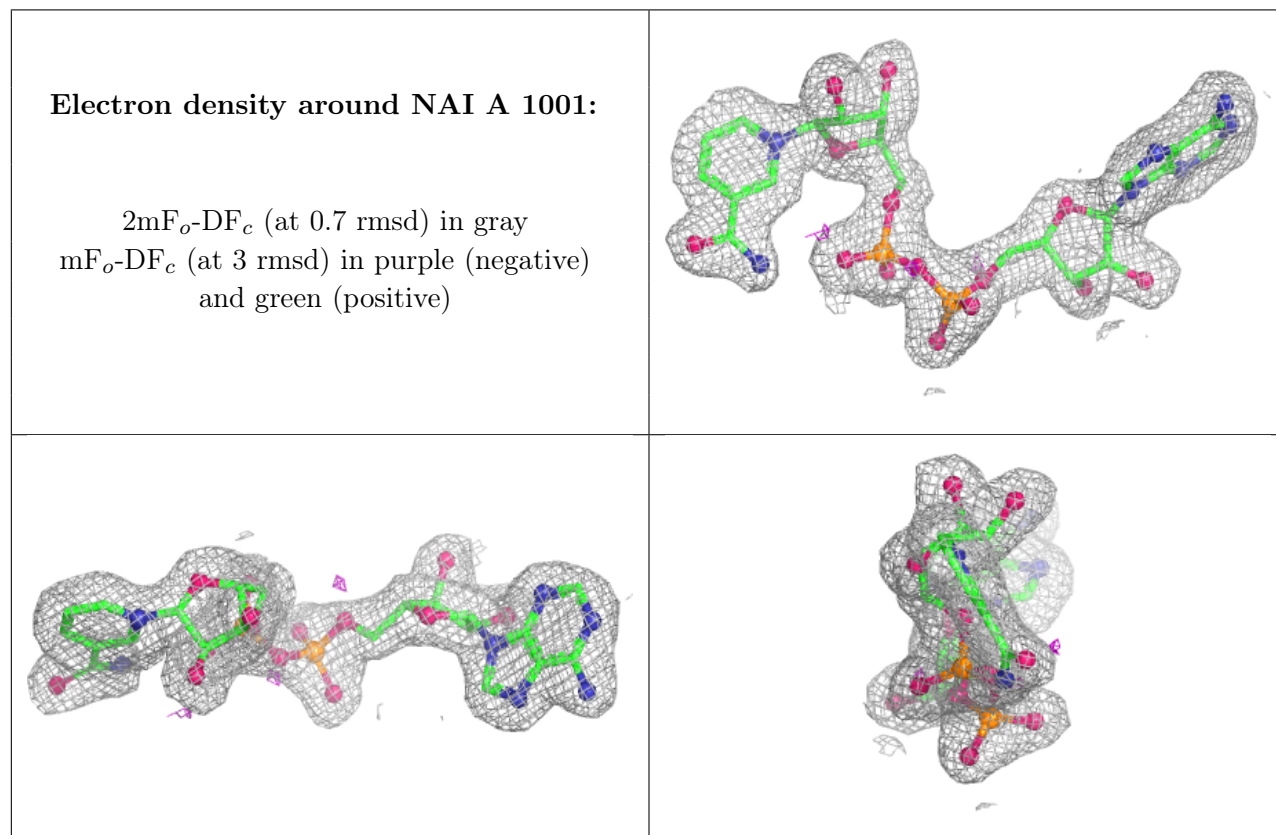 Electron density around NAI A 1001:
2mFo-DFc (at 0.7 rmsd) in gray
mFo-DFc (at 3 rmsd) in purple (negative)
and green (positive)